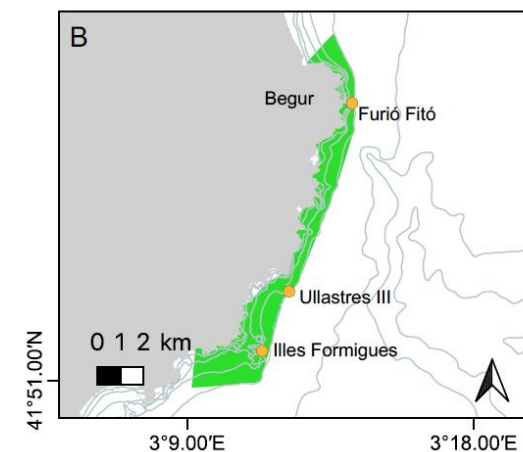 B
Begur
Furió Fitó
Ullastres III
Illes Formigues
0 1 2 km
41°51.00'N
3°9.00'E
3°18.00'E